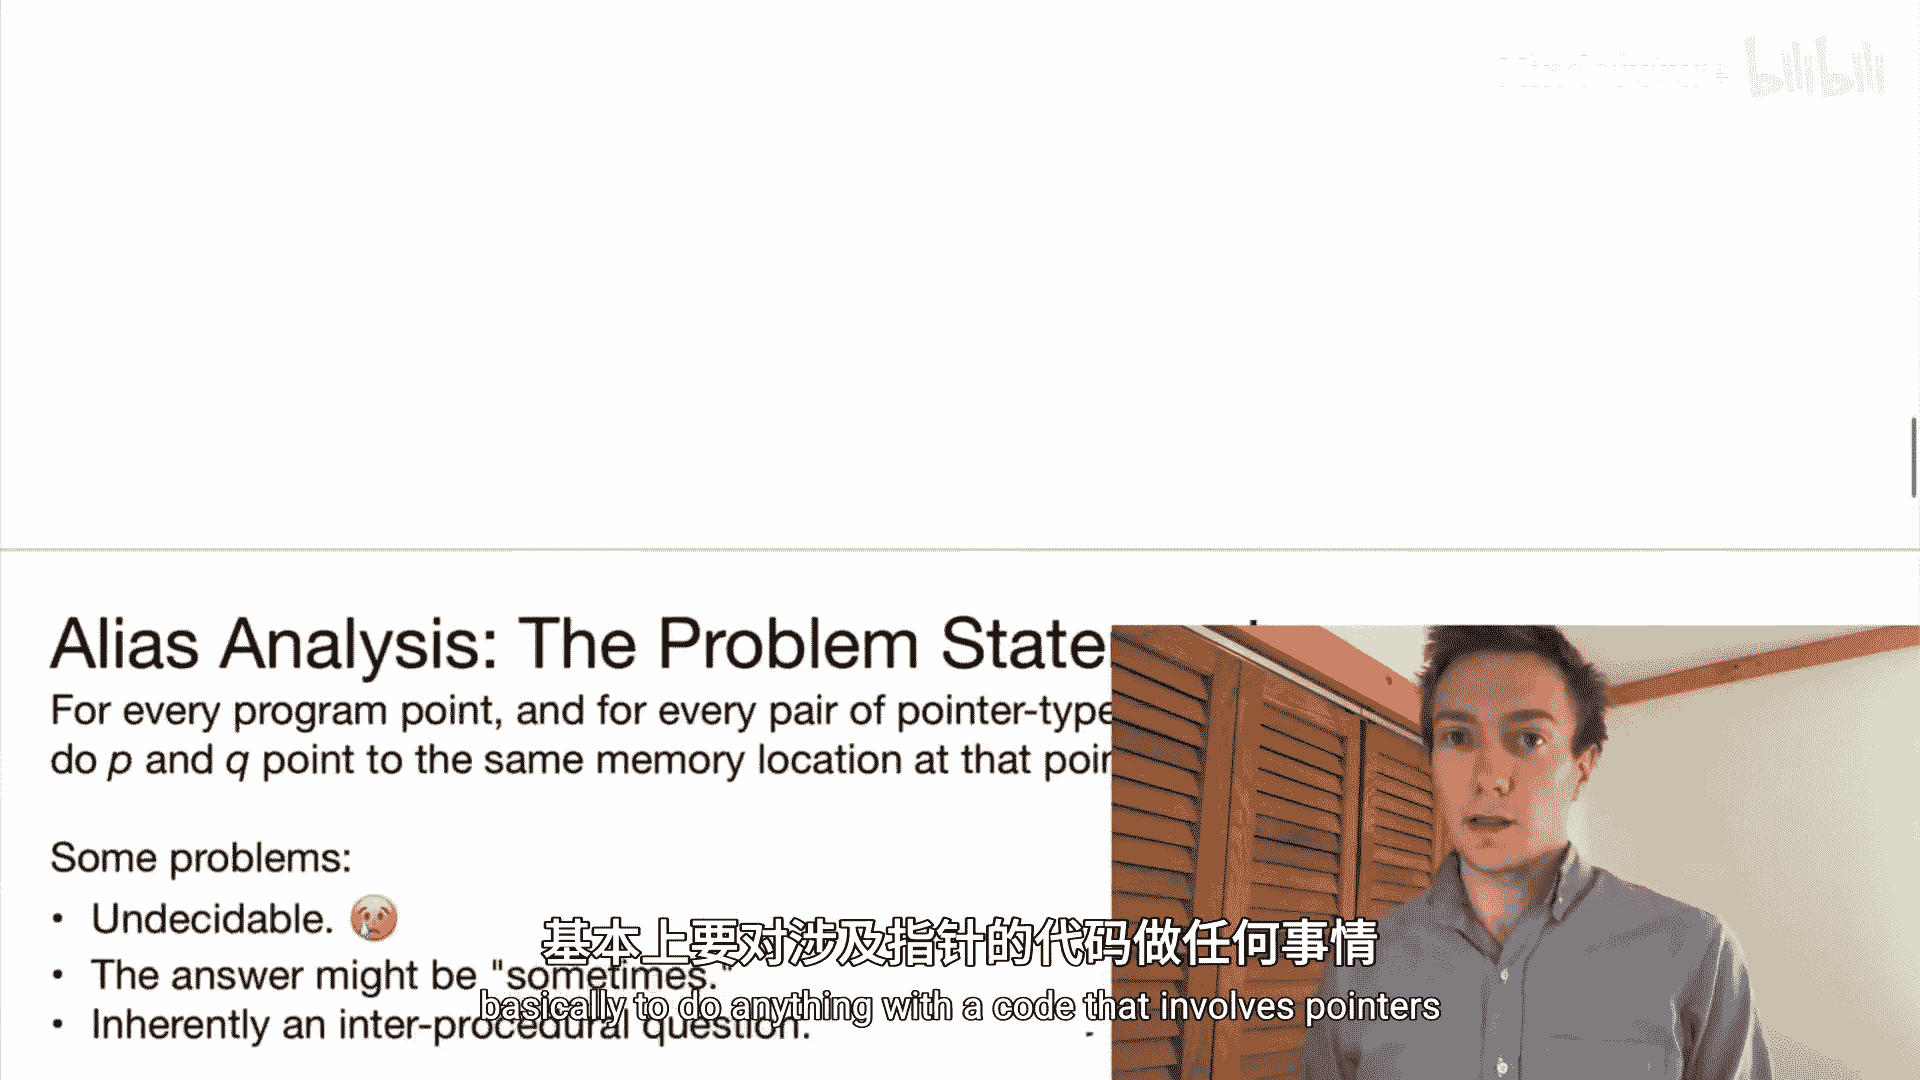 bilibili
Alias Analysis: The Problem State
For every program point, and for every pair of pointer-type
do p and q point to the same memory location at that poin
Some problems:
• Undecidable. 😢
• The answer might be "sometimes."
• Inherently an inter-procedural question.
基本上要对涉及指针的代码做任何事情
basically to do anything with a code that involves pointers